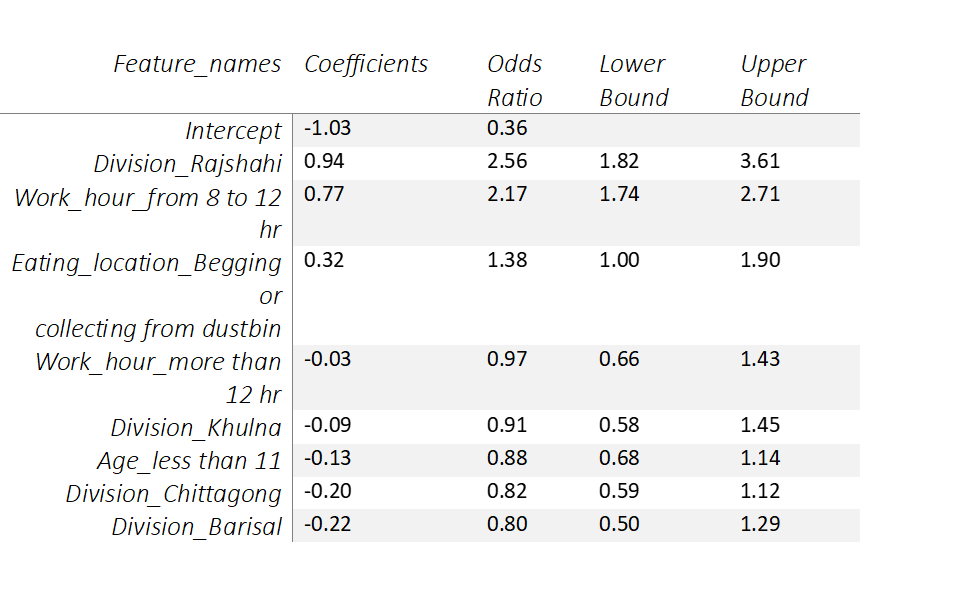 Feature_names Coefficients Odds Ratio Lower Bound Upper Bound
Intercept -1.03 0.36
Division_Rajshahi 0.94 2.56 1.82 3.61
Work_hour_from 8 to 12 hr 0.77 2.17 1.74 2.71
Eating_location_Begging or collecting from dustbin 0.32 1.38 1.00 1.90
Work_hour_more than 12 hr -0.03 0.97 0.66 1.43
Division_Khulna -0.09 0.91 0.58 1.45
Age_less than 11 -0.13 0.88 0.68 1.14
Division_Chittagong -0.20 0.82 0.59 1.12
Division_Barisal -0.22 0.80 0.50 1.29